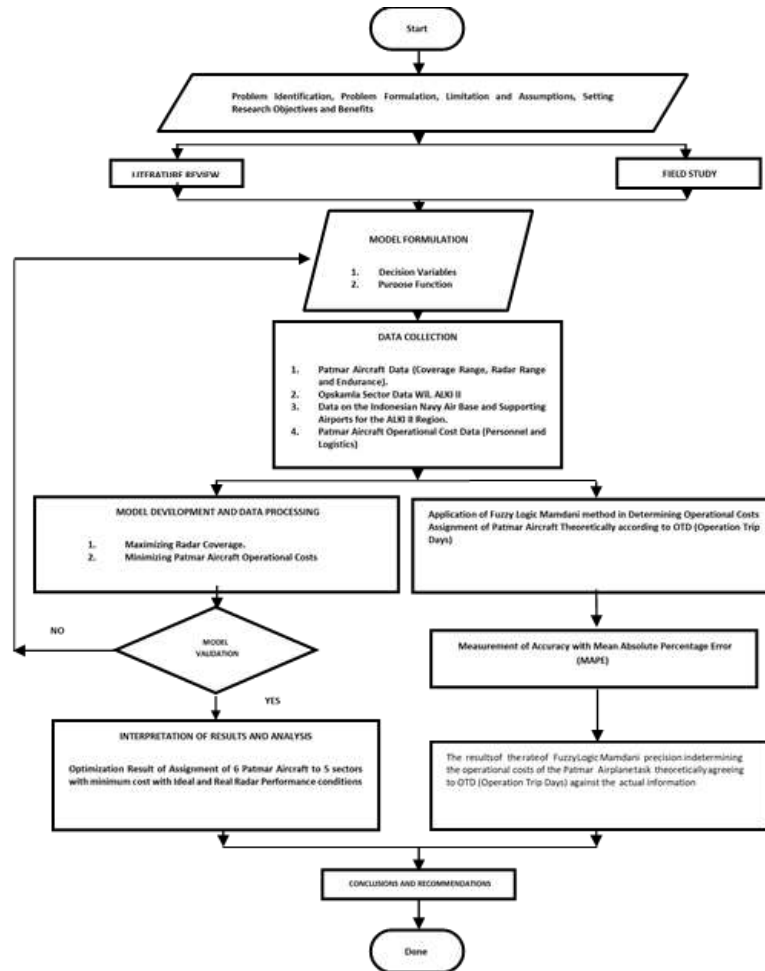 Start
Problem Identification, Problem Formulation, Limitation and Assumptions, Setting
Research Objectives and Benefits
LITERATURE REVIEW
FIELD STUDY
MODEL FORMULATION
1. Decision Variables
2. Purpose Function
DATA COLLECTION
1. Patmar Aircraft Data (Coverage Range, Radar Range
and Endurance).
2. Opskamla Sector Data Wil. ALKI II
3. Data on the Indonesian Navy Air Base and Supporting
Airports for the ALKI II Region.
4. Patmar Aircraft Operational Cost Data (Personnel and
Logistics)
MODEL DEVELOPMENT AND DATA PROCESSING
1. Maximizing Radar Coverage.
2. Minimizing Patmar Aircraft Operational Costs
Application of Fuzzy Logic Mamdani method in Determining Operational Costs
Assignment of Patmar Aircraft Theoretically according to OTD (Operation Trip
Days)
NO
MODEL
VALIDATION
YES
Measurement of Accuracy with Mean Absolute Percentage Error
(MAPE)
INTERPRETATION OF RESULTS AND ANALYSIS
Optimization Result of Assignment of 6 Patmar Aircraft to 5 sectors
with minimum cost with Ideal and Real Radar Performance conditions
The resultsof therateof FuzzyLogicMamdani precisionindetermining
the operational costs of the Patmar Airplanetask theoreticallyagreeing
to OTD (Operation Trip Days) against the actual information
CONCLUSIONS AND RECOMMENDATIONS
Done